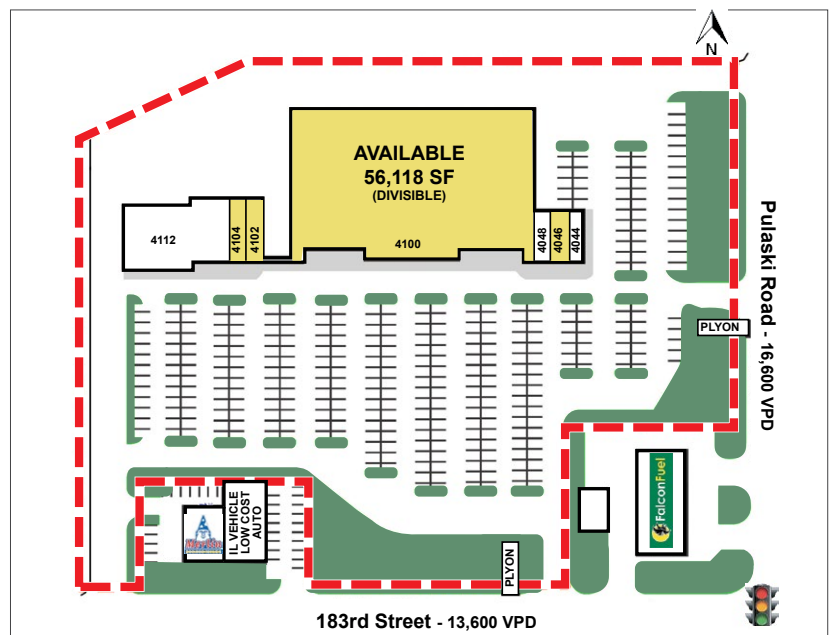 N
AVAILABLE
56,118 SF
(DIVISIBLE)
4112
4104
4102
4100
4048
4046
4044
PLYON
Pulaski Road - 16,600 VPD
IL VEHICLE
LOW COST
AUTO
FalconFuel
PLYON
183rd Street - 13,600 VPD